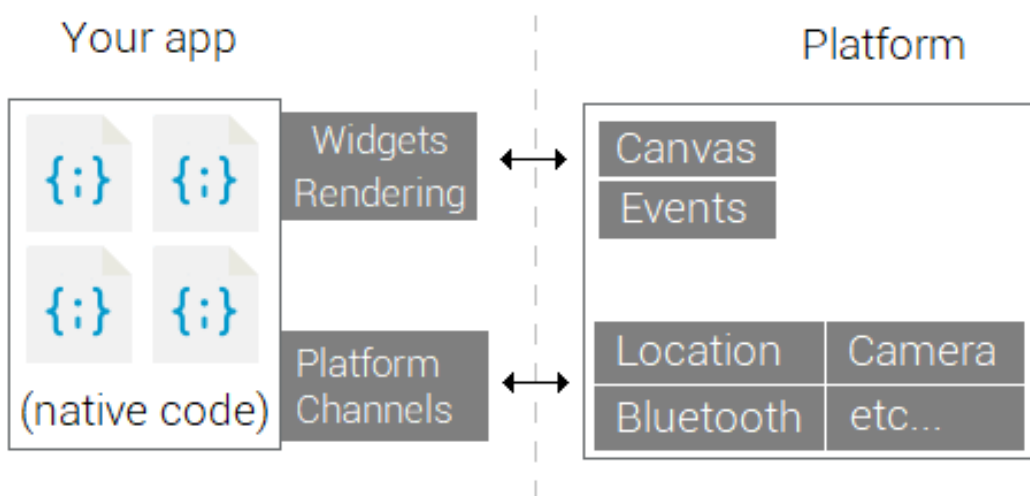 Your app
Platform
{;} {;}
{;} {;}
(native code)
Widgets
Rendering
Platform
Channels
Canvas
Events
Location
Camera
Bluetooth
etc...